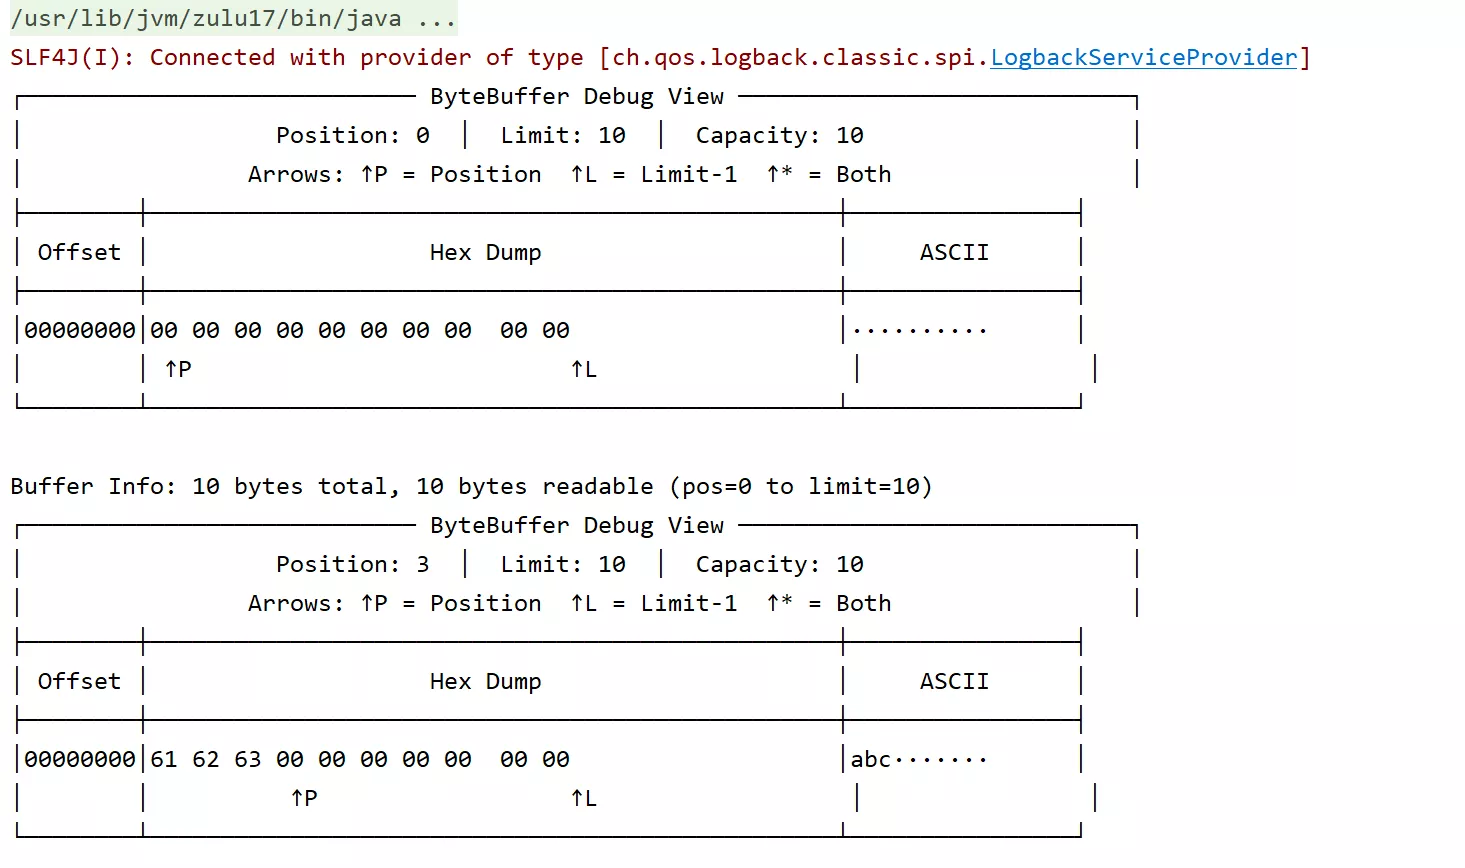 /usr/lib/jvm/zulu17/bin/java ...
SLF4J(I): Connected with provider of type [ch.qos.logback.classic.spi.LogbackServiceProvider]
┌──────────────────────────── ByteBuffer Debug View ────────────────────────────┐
│                  Position: 0  │  Limit: 10  │  Capacity: 10                   │
│                Arrows: ↑P = Position  ↑L = Limit-1  ↑* = Both                 │
├────────┼─────────────────────────────────────────────────┼────────────────┤
│ Offset │                    Hex Dump                     │     ASCII      │
├────────┼─────────────────────────────────────────────────┼────────────────┤
│00000000│00 00 00 00 00 00 00 00  00 00                   │··········      │
│        │ ↑P                           ↑L                  │                │
└────────┴─────────────────────────────────────────────────┴────────────────┘
Buffer Info: 10 bytes total, 10 bytes readable (pos=0 to limit=10)
┌──────────────────────────── ByteBuffer Debug View ────────────────────────────┐
│                  Position: 3  │  Limit: 10  │  Capacity: 10                   │
│                Arrows: ↑P = Position  ↑L = Limit-1  ↑* = Both                 │
├────────┼─────────────────────────────────────────────────┼────────────────┤
│ Offset │                    Hex Dump                     │     ASCII      │
├────────┼─────────────────────────────────────────────────┼────────────────┤
│00000000│61 62 63 00 00 00 00 00  00 00                   │abc·······      │
│        │          ↑P                  ↑L                  │                │
└────────┴─────────────────────────────────────────────────┴────────────────┘